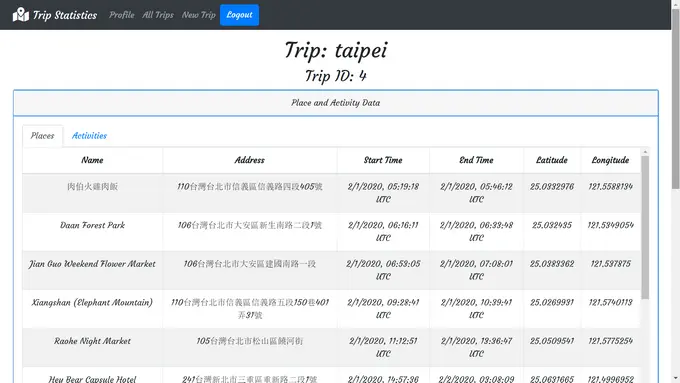 Trip Statistics Profile All Trips New Trip Logout
Trip: taipei
Trip ID: 4
Place and Activity Data
Places Activities
Name Address Start Time End Time Latitude Longitude
肉伯火雞肉飯 110台灣台北市信義區信義路四段405號 2/1/2020, 05:19:18 UTC 2/1/2020, 05:46:12 UTC 25.0332976 121.5588134
Daan Forest Park 106台灣台北市大安區新生南路二段1號 2/1/2020, 06:16:11 UTC 2/1/2020, 06:33:48 UTC 25.032435 121.5349054
Jian Guo Weekend Flower Market 106台灣台北市大安區建國南路一段 2/1/2020, 06:53:05 UTC 2/1/2020, 07:08:01 UTC 25.0383362 121.537875
Xiangshan (Elephant Mountain) 110台灣台北市信義區信義路五段150巷401弄31號 2/1/2020, 09:28:41 UTC 2/1/2020, 10:39:41 UTC 25.0269931 121.5740113
Raohe Night Market 105台灣台北市松山區饒河街 2/1/2020, 11:12:51 UTC 2/1/2020, 13:36:47 UTC 25.0509541 121.5775254
Hey Bear Capsule Hotel 241台灣新北市三重區重新路二段1號 2/1/2020, 14:57:36 2/2/2020, 03:08:09 25.0631665 121.4996952